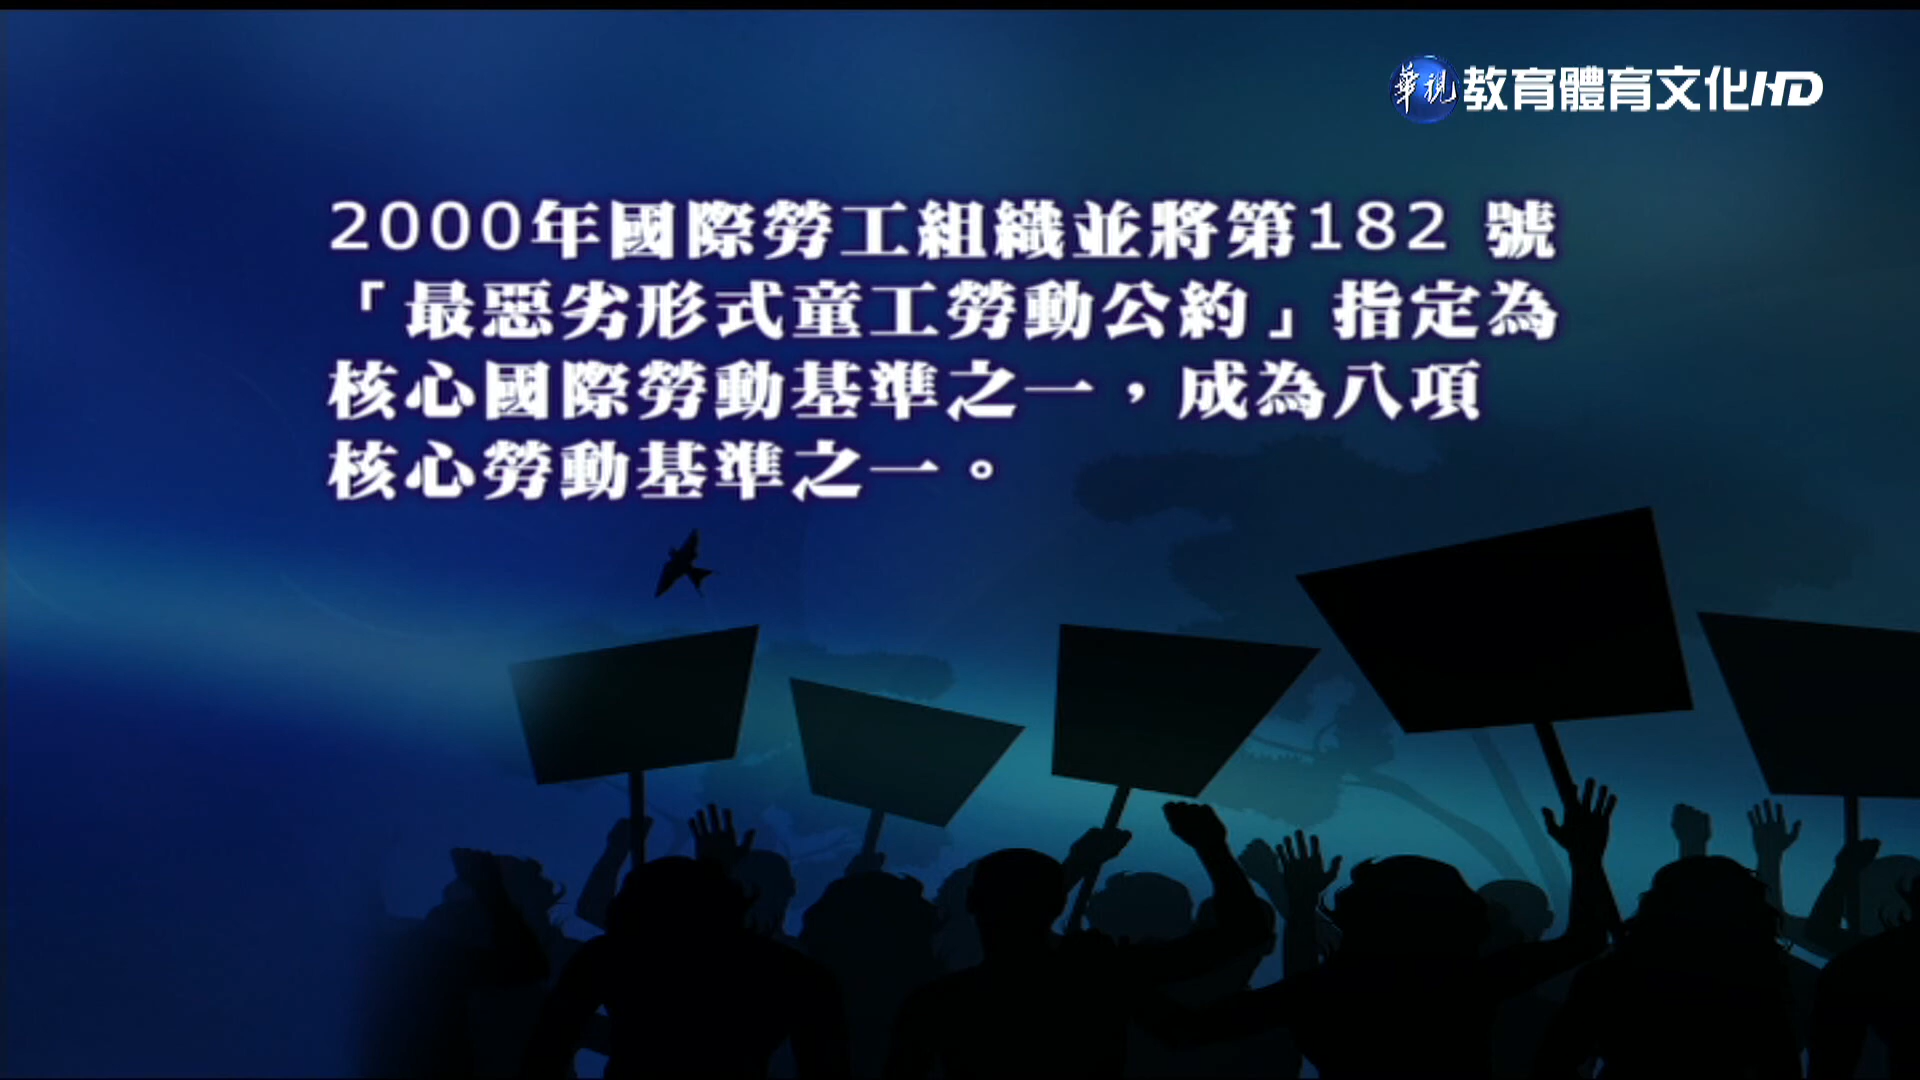 華視 教育體育文化HD
2000年國際勞工組織並將第182 號
「最惡劣形式童工勞動公約」指定為
核心國際勞動基準之一，成為八項
核心勞動基準之一。